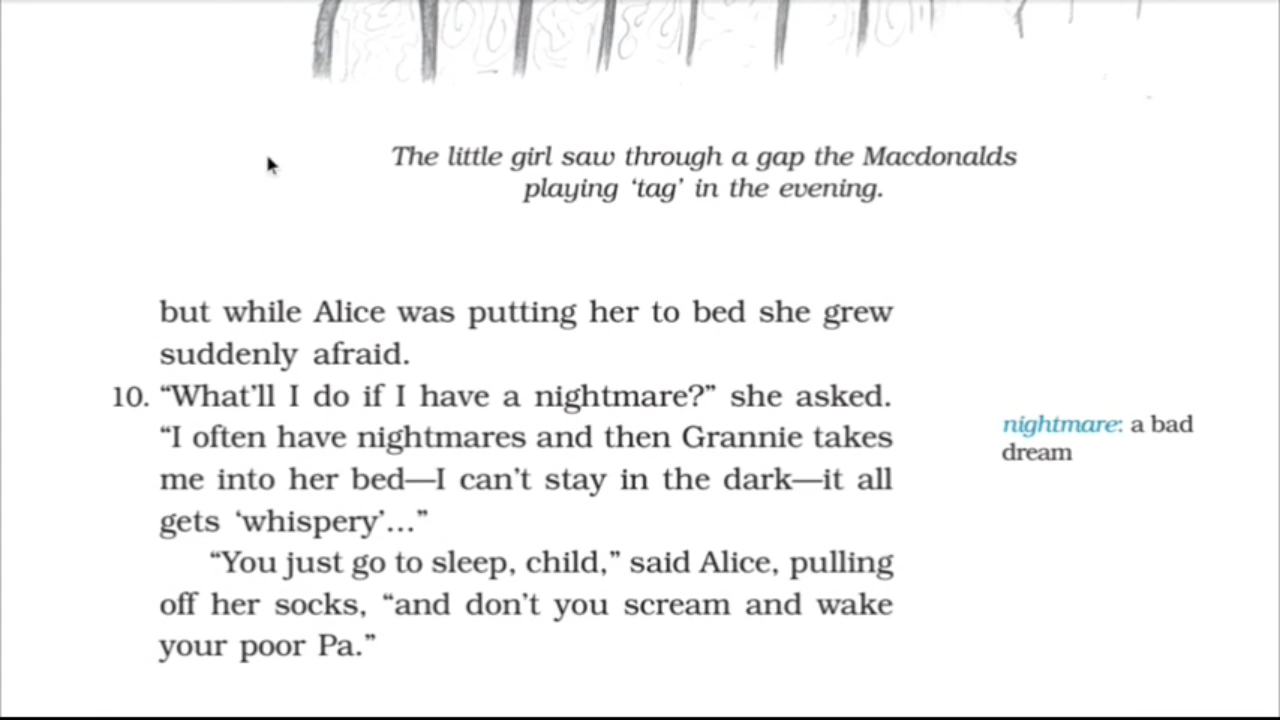 The little girl saw through a gap the Macdonalds
playing ‘tag’ in the evening.
but while Alice was putting her to bed she grew
suddenly afraid.
10. “What’ll I do if I have a nightmare?” she asked.
“I often have nightmares and then Grannie takes
me into her bed—I can’t stay in the dark—it all
gets ‘whispery’...”
“You just go to sleep, child,” said Alice, pulling
off her socks, “and don’t you scream and wake
your poor Pa.”
nightmare: a bad
dream